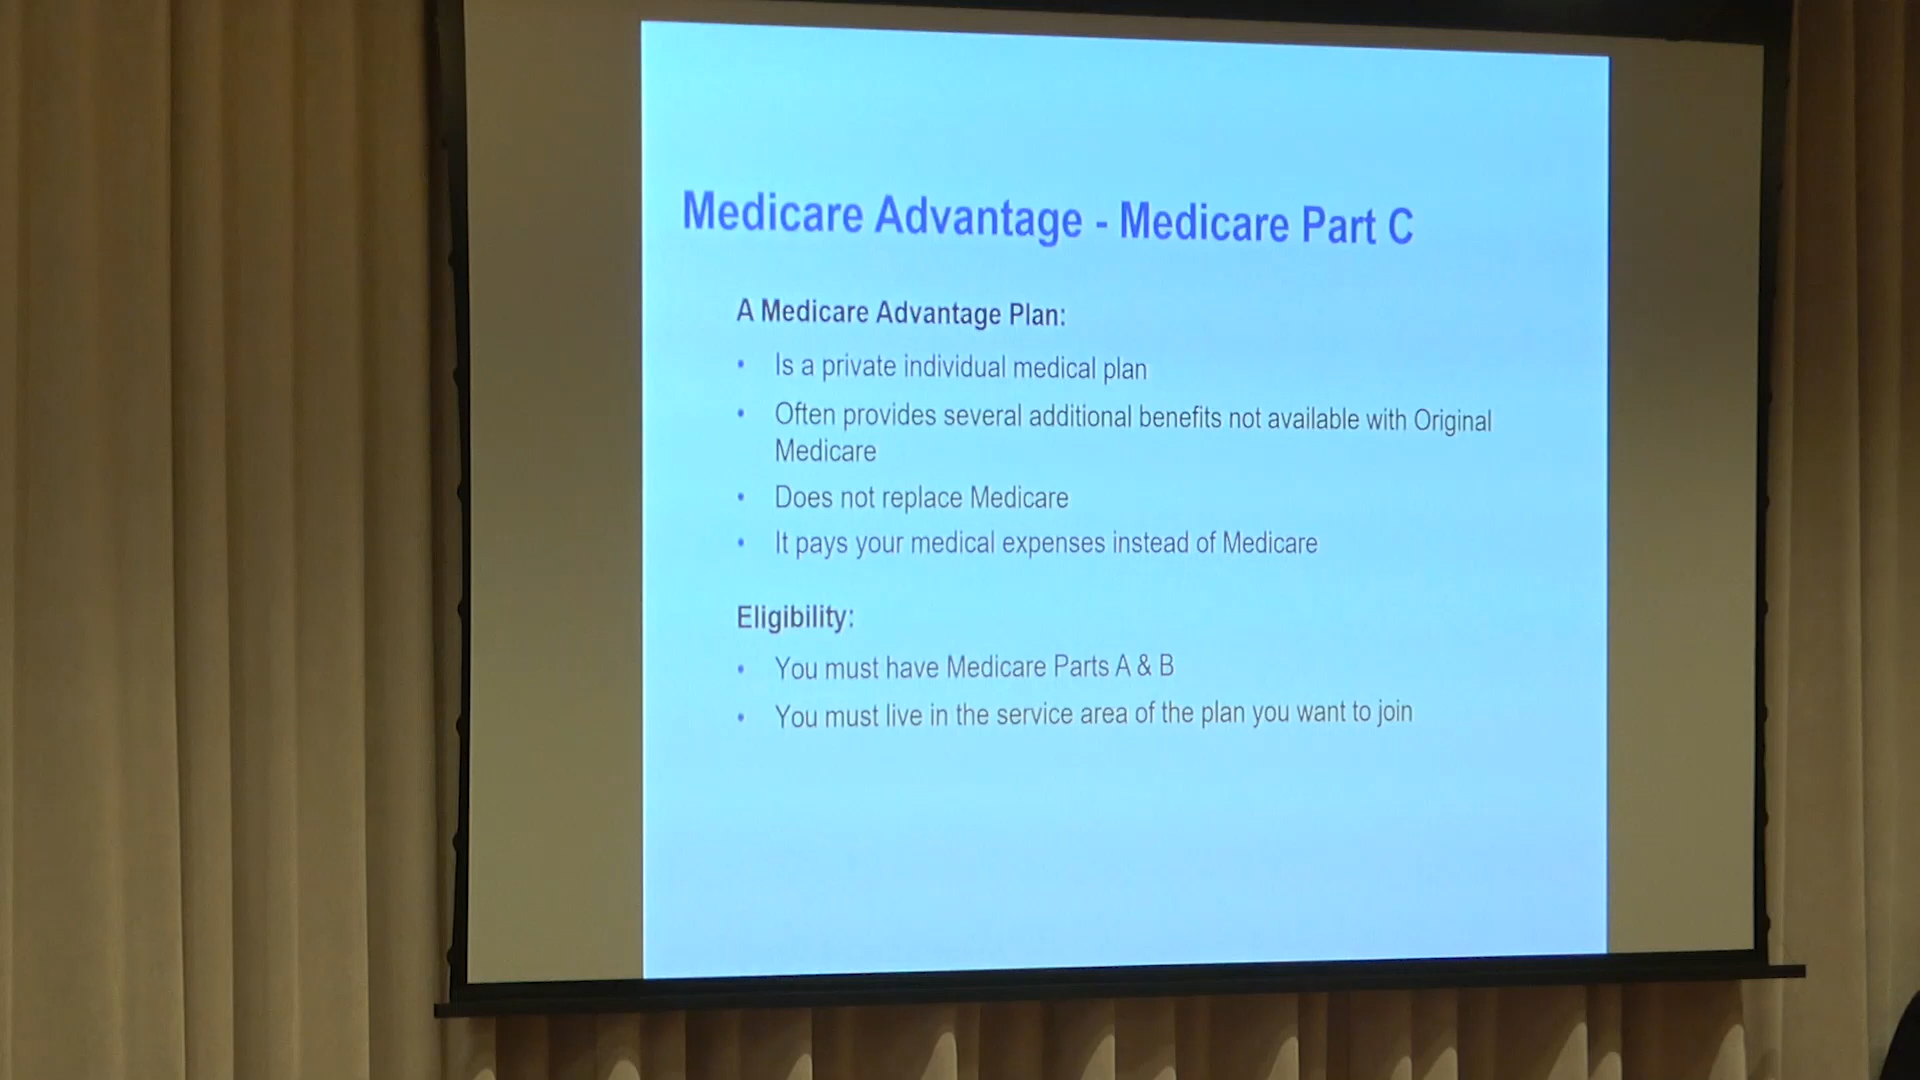 Medicare Advantage - Medicare Part C
A Medicare Advantage Plan:
• Is a private individual medical plan
• Often provides several additional benefits not available with Original
Medicare
• Does not replace Medicare
• It pays your medical expenses instead of Medicare
Eligibility:
• You must have Medicare Parts A & B
• You must live in the service area of the plan you want to join